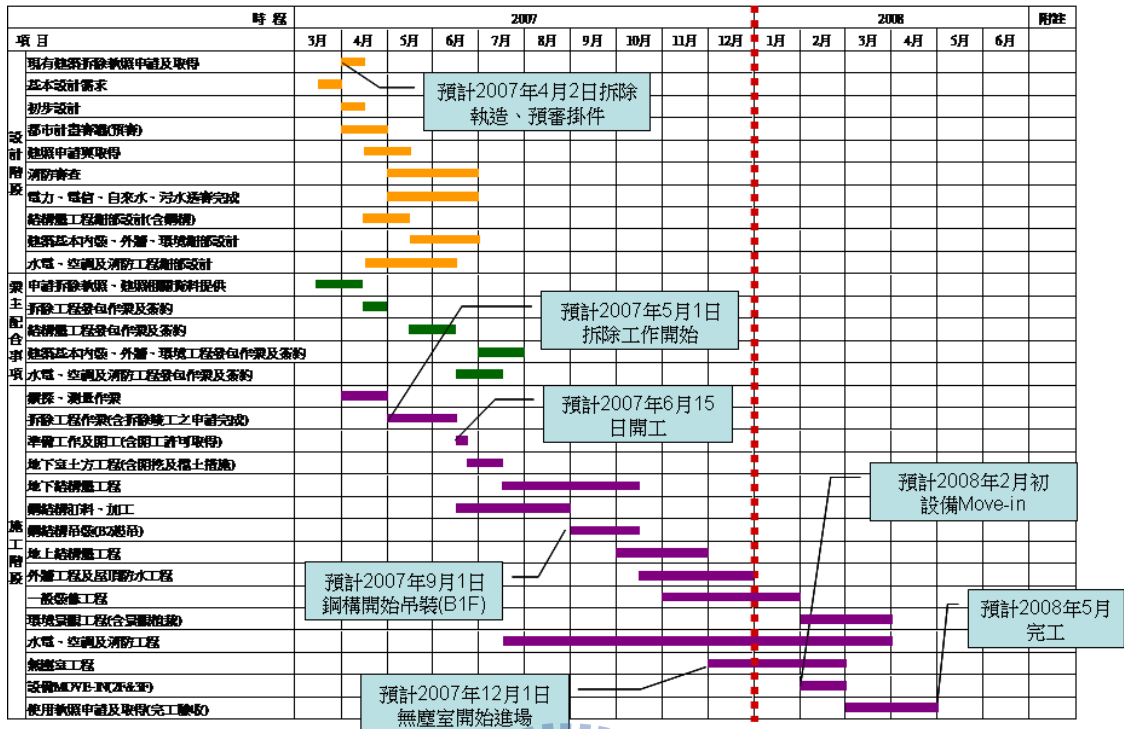 時 程 2007 2008 附註
項 目 3月 4月 5月 6月 7月 8月 9月 10月 11月 12月 1月 2月 3月 4月 5月 6月
設計階段
現有建築拆除執照申請及取得
基本設計需求
初步設計
都市計畫審議(預審)
建照申請與取得
消防審查
電力、電信、自來水、污水送審完成
結構體工程細部設計(含鋼構)
建築基本內裝、外牆、環境細部設計
水電、空調及消防工程細部設計
業主配合事項
申請拆除執照、建照相關資料提供
拆除工程發包作業及簽約
結構體工程發包作業及簽約
建築基本內裝、外牆、環境工程發包作業及簽約
水電、空調及消防工程發包作業及簽約
施工階段
鑽探、測量作業
拆除工程作業(含拆除竣工之申請完成)
準備工作及開工(含開工許可取得)
地下室土方工程(含開挖及擋土措施)
地下結構體工程
鋼結構訂料、加工
鋼結構吊裝(B2起吊)
地上結構體工程
外牆工程及屋頂防水工程
一般裝修工程
環境景觀工程(含景觀植栽)
水電、空調及消防工程
無塵室工程
設備MOVE-IN(2F&3F)
使用執照申請及取得(完工驗收)
預計2007年4月2日拆除
執造、預審掛件
預計2007年5月1日
拆除工作開始
預計2007年6月15
日開工
預計2008年2月初
設備Move-in
預計2007年9月1日
鋼構開始吊裝(B1F)
預計2008年5月
完工
預計2007年12月1日
無塵室開始進場